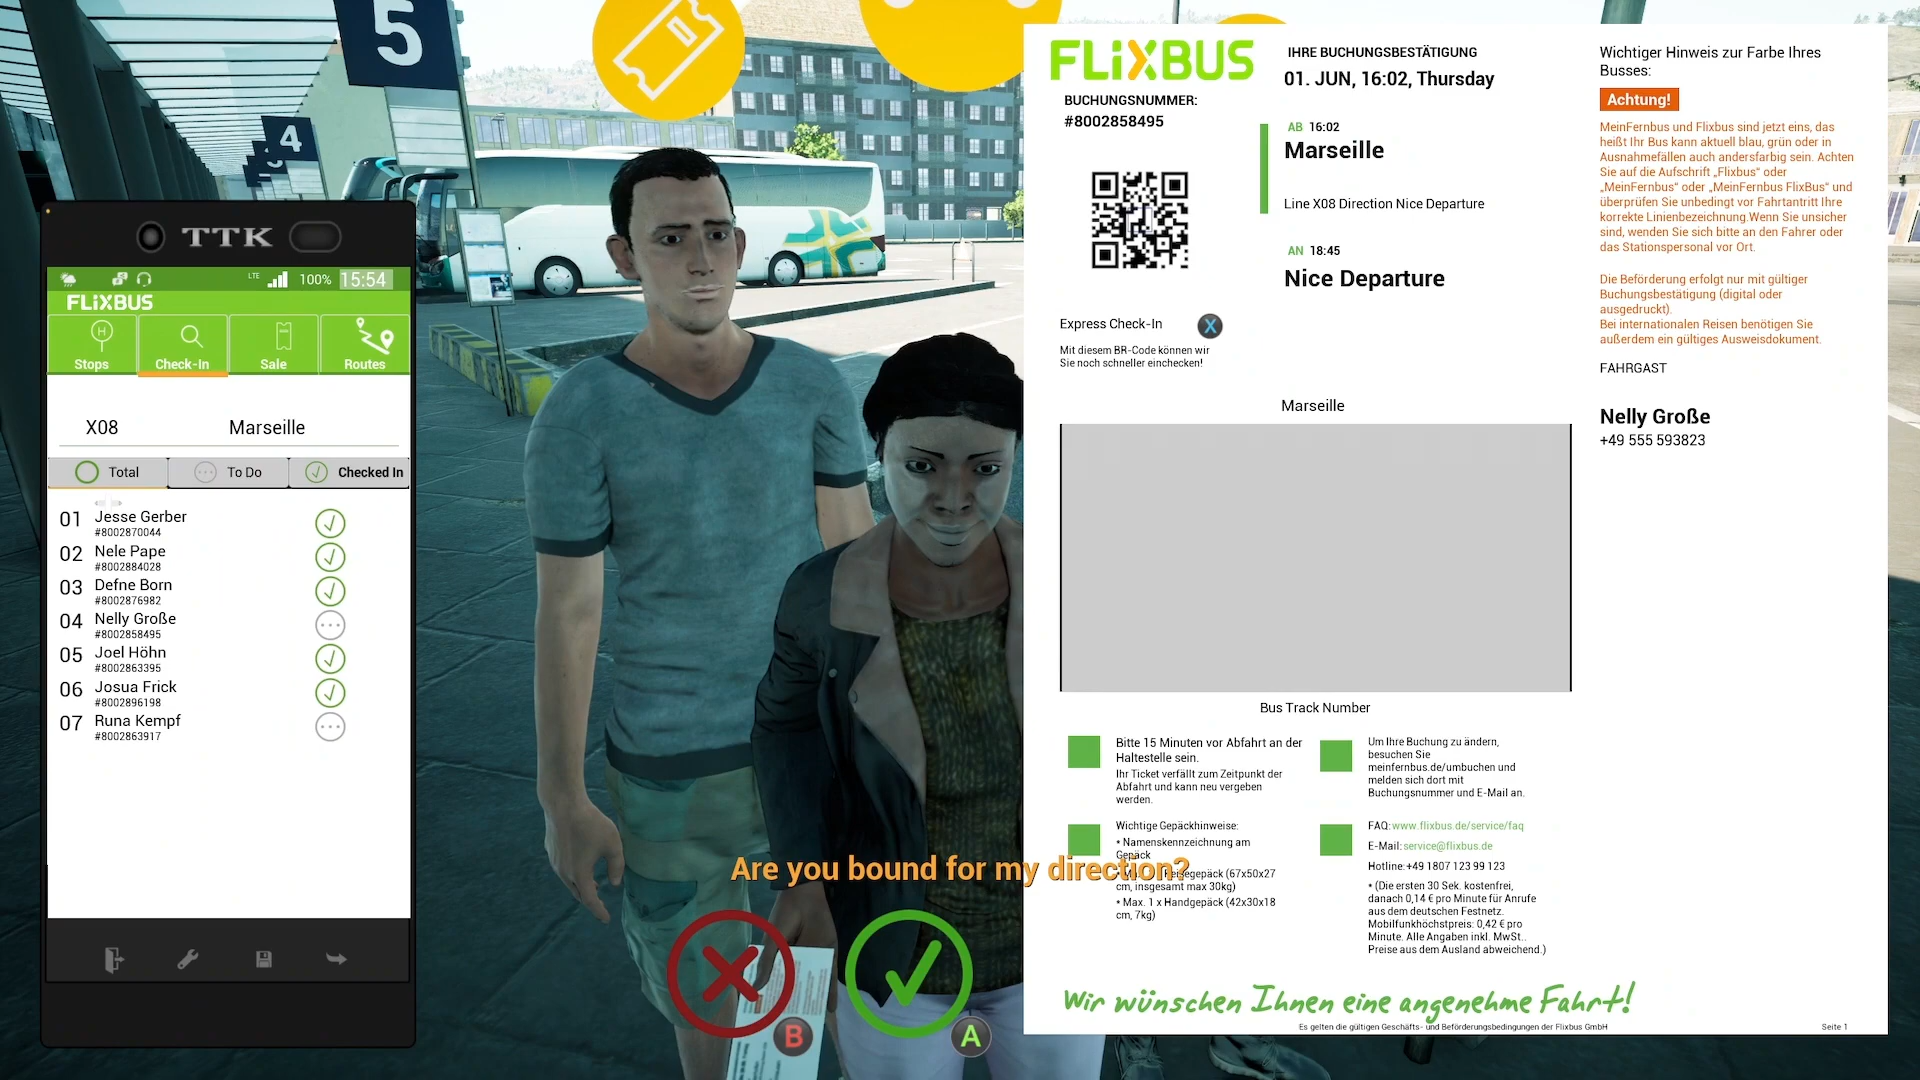 5
4
TTK
LTE
100%
15:54
FLiXBUS
H
Stops
Check-In
Sale
Routes
X08
Marseille
Total
To Do
Checked In
01 Jesse Gerber
#8002870044
02 Nele Pape
#8002884028
03 Defne Born
#8002876982
04 Nelly Große
#8002858495
05 Joel Höhn
#8002863395
06 Josua Frick
#8002896198
07 Runa Kempf
#8002863917
Are you bound for my direction?
B
A
FLiXBUS
BUCHUNGSNUMMER:
#8002858495
IHRE BUCHUNGSBESTÄTIGUNG
01. JUN, 16:02, Thursday
AB 16:02
Marseille
Line X08 Direction Nice Departure
AN 18:45
Nice Departure
Express Check-In
X
Mit diesem BR-Code können wir
Sie noch schneller einchecken!
Marseille
Bus Track Number
Bitte 15 Minuten vor Abfahrt an der
Haltestelle sein.
Ihr Ticket verfällt zum Zeitpunkt der
Abfahrt und kann neu vergeben
werden.
Wichtige Gepäckhinweise:
* Namenskennzeichnung am
Gepäck
(67x50x27
cm, insgesamt max 30kg)
* Max. 1 x Handgepäck (42x30x18
cm, 7kg)
Um Ihre Buchung zu ändern,
besuchen Sie
meinfernbus.de/umbuchen und
melden sich dort mit
Buchungsnummer und E-Mail an.
FAQ: www.flixbus.de/service/faq
E-Mail: service@flixbus.de
Hotline: +49 1807 123 99 123
* (Die ersten 30 Sek. kostenfrei,
danach 0,14 € pro Minute für Anrufe
aus dem deutschen Festnetz.
Mobilfunkhöchstpreis: 0,42 € pro
Minute. Alle Angaben inkl. MwSt..
Preise aus dem Ausland abweichend.)
Wichtiger Hinweis zur Farbe Ihres
Busses:
Achtung!
MeinFernbus und Flixbus sind jetzt eins, das
heißt Ihr Bus kann aktuell blau, grün oder in
Ausnahmefällen auch andersfarbig sein. Achten
Sie auf die Aufschrift „Flixbus“ oder
„MeinFernbus“ oder „MeinFernbus FlixBus“ und
überprüfen Sie unbedingt vor Fahrtantritt Ihre
korrekte Linienbezeichnung.Wenn Sie unsicher
sind, wenden Sie sich bitte an den Fahrer oder
das Stationspersonal vor Ort.
Die Beförderung erfolgt nur mit gültiger
Buchungsbestätigung (digital oder
ausgedruckt).
Bei internationalen Reisen benötigen Sie
außerdem ein gültiges Ausweisdokument.
FAHRGAST
Nelly Große
+49 555 593823
Wir wünschen Ihnen eine angenehme Fahrt!
Es gelten die gültigen Geschäfts- und Beförderungsbedingungen der Flixbus GmbH
Seite 1